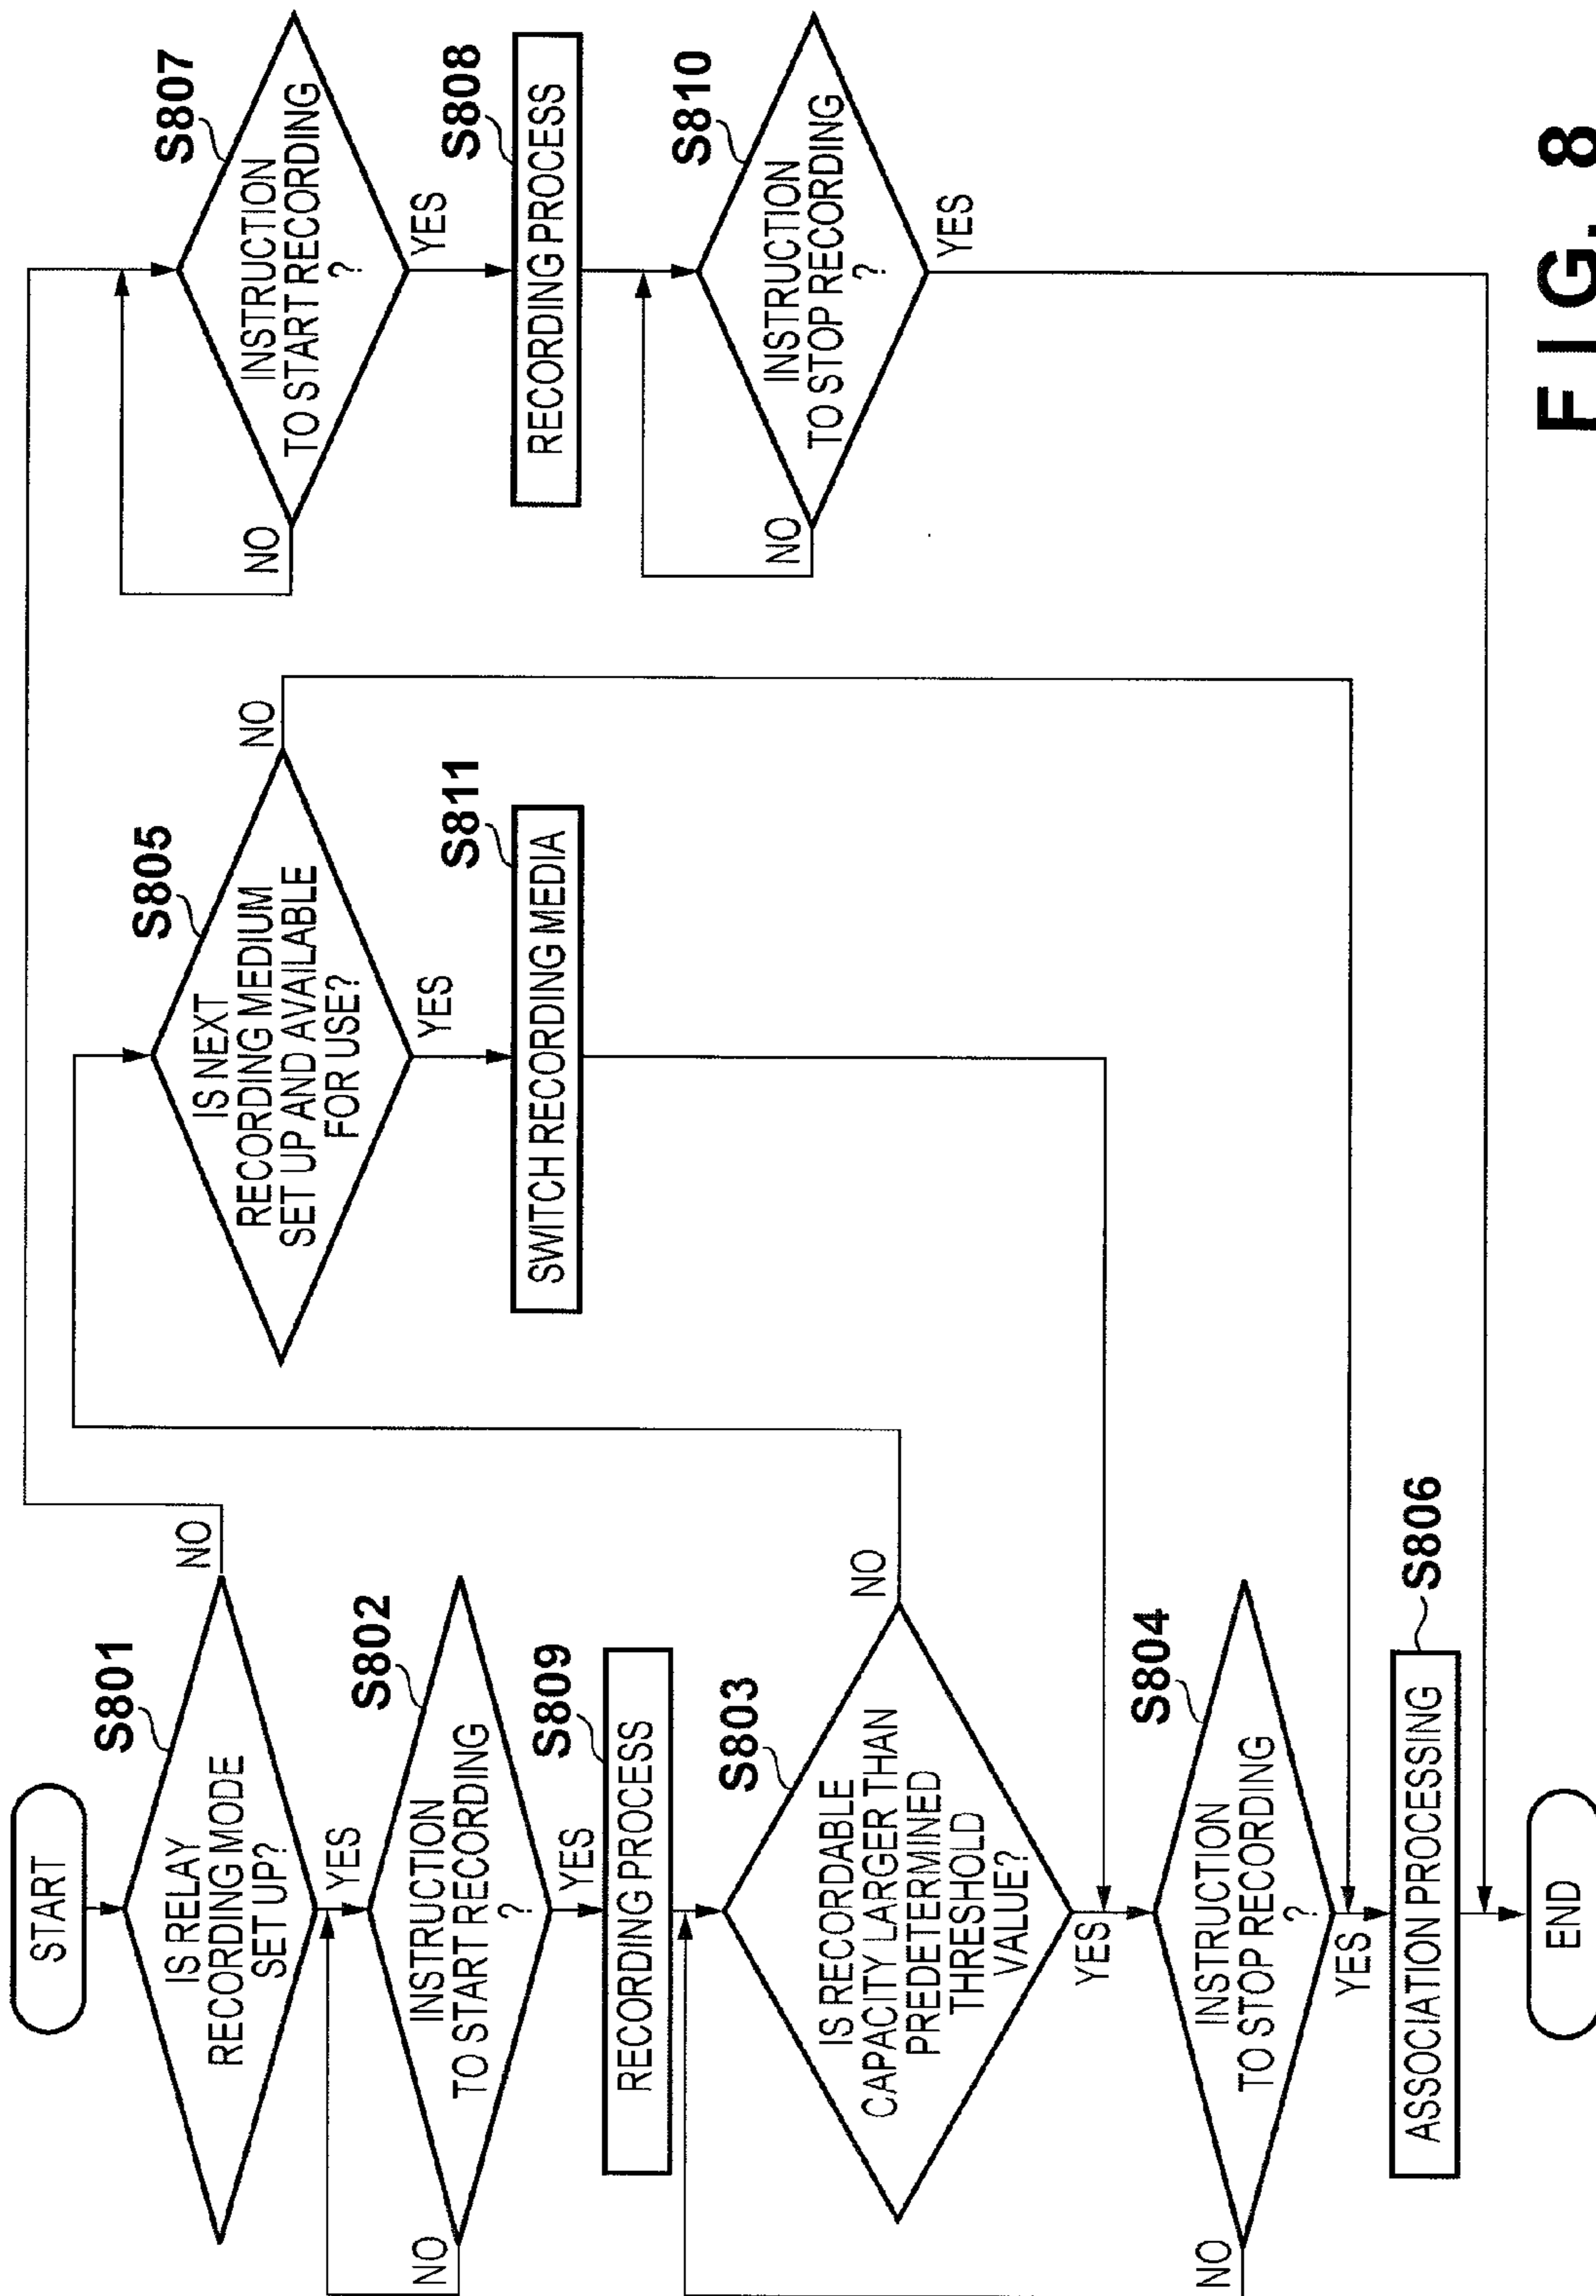 START
S801
IS RELAY
RECORDING MODE
SET UP?
NO
YES
S802
INSTRUCTION
TO START RECORDING
?
NO
YES
S809
RECORDING PROCESS
S803
IS RECORDABLE
CAPACITY LARGER THAN
PREDETERMINED
THRESHOLD
VALUE?
NO
YES
S804
INSTRUCTION
TO STOP RECORDING
?
NO
YES
S806
ASSOCIATION PROCESSING
END
S805
IS NEXT
RECORDING MEDIUM
SET UP AND AVAILABLE
FOR USE?
NO
YES
S811
SWITCH RECORDING MEDIA
S807
INSTRUCTION
TO START RECORDING
?
NO
YES
S808
RECORDING PROCESS
S810
INSTRUCTION
TO STOP RECORDING
?
NO
YES
FIG. 8